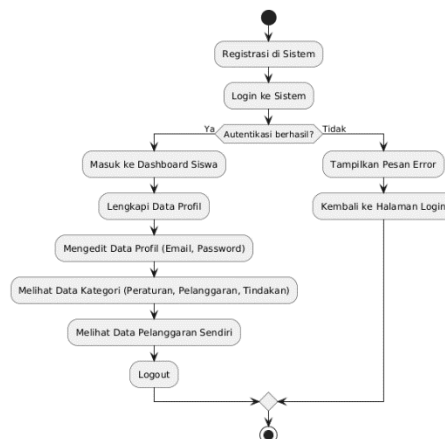 Registrasi di Sistem
Login ke Sistem
Autentikasi berhasil?
Ya
Tidak
Masuk ke Dashboard Siswa
Tampilkan Pesan Error
Lengkapi Data Profil
Kembali ke Halaman Login
Mengedit Data Profil (Email, Password)
Melihat Data Kategori (Peraturan, Pelanggaran, Tindakan)
Melihat Data Pelanggaran Sendiri
Logout